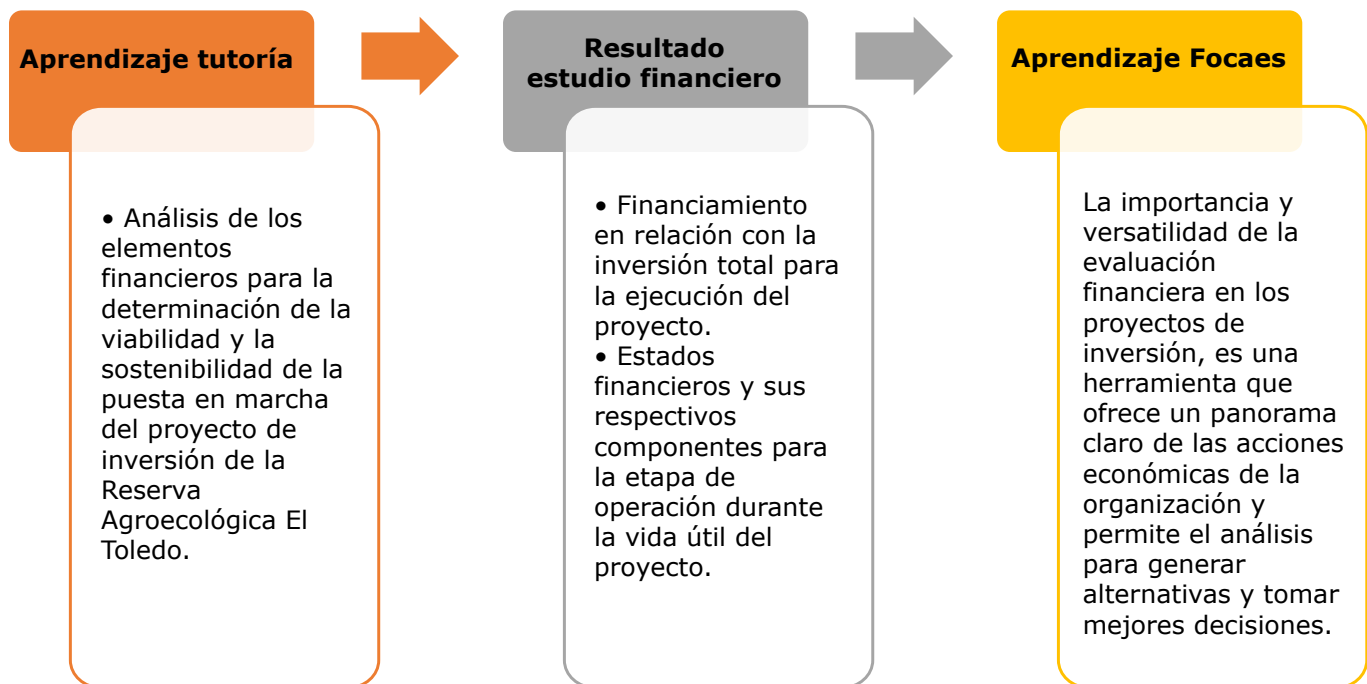 Aprendizaje tutoría
• Análisis de los
elementos
financieros para la
determinación de la
viabilidad y la
sostenibilidad de la
puesta en marcha
del proyecto de
inversión de la
Reserva
Agroecológica El
Toledo.
Resultado
estudio financiero
• Financiamiento
en relación con la
inversión total para
la ejecución del
proyecto.
• Estados
financieros y sus
respectivos
componentes para
la etapa de
operación durante
la vida útil del
proyecto.
Aprendizaje Focaes
La importancia y
versatilidad de la
evaluación
financiera en los
proyectos de
inversión, es una
herramienta que
ofrece un panorama
claro de las acciones
económicas de la
organización y
permite el análisis
para generar
alternativas y tomar
mejores decisiones.